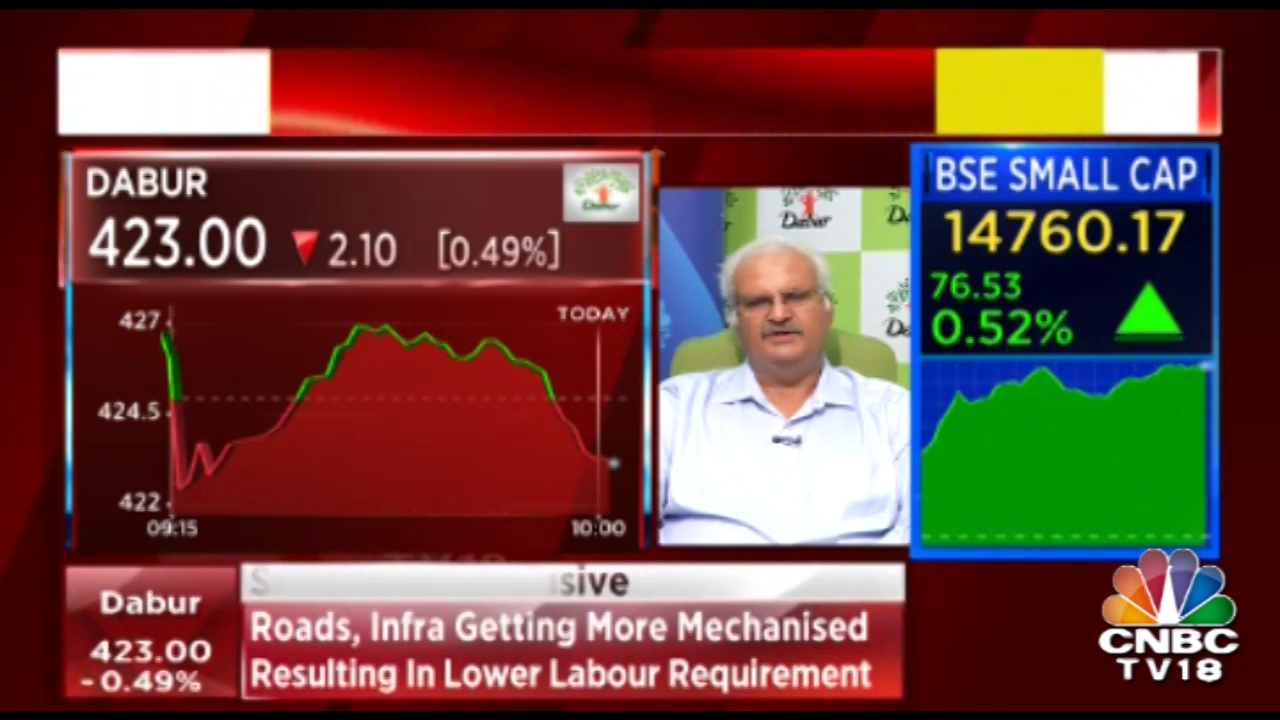 DABUR
423.00 ▼ 2.10 [0.49%]
Dabur
427
TODAY
424.5
422
09:15 10:00
Dabur
BSE SMALL CAP
14760.17
76.53
0.52%
Dabur
423.00
-0.49%
Roads, Infra Getting More Mechanised
Resulting In Lower Labour Requirement
CNBC
TV18